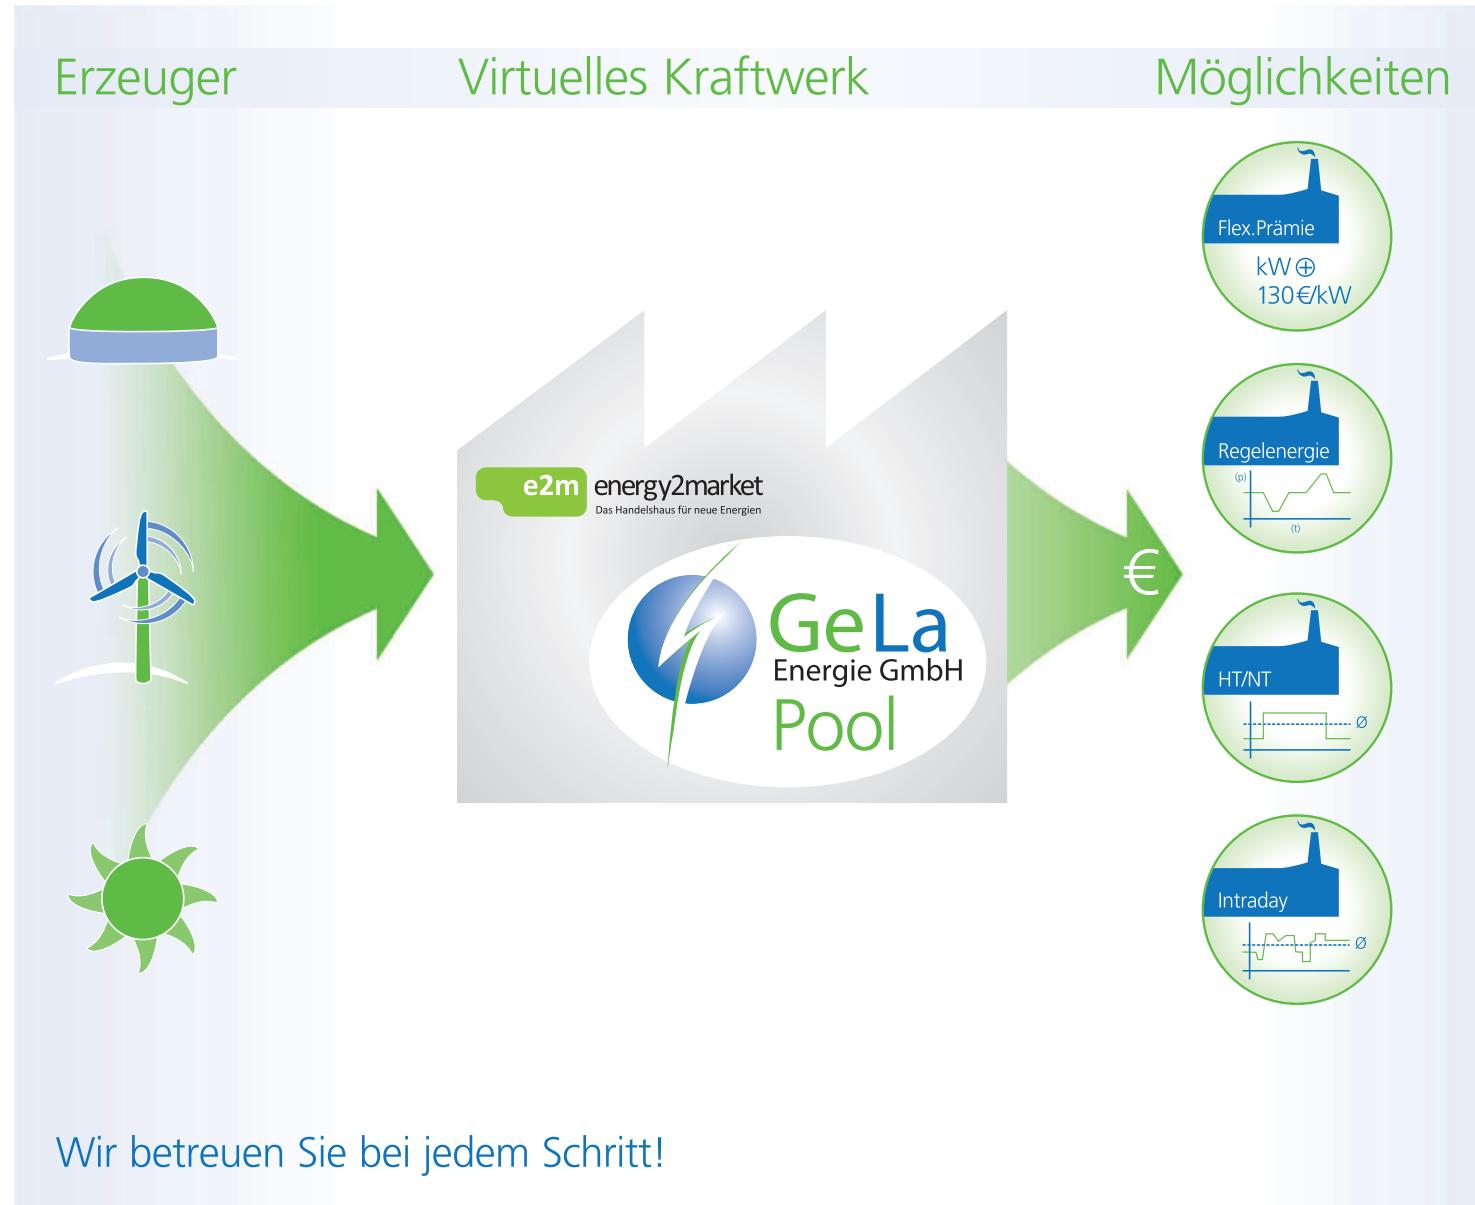 Erzeuger
Virtuelles Kraftwerk
Möglichkeiten
e2m energy2market
Das Handelshaus für neue Energien
GeLa
Energie GmbH
Pool
€
Flex.Prämie
kW ⊕
130 €/kW
Regelenergie
(p)
(t)
HT/NT
Ø
Intraday
Ø
Wir betreuen Sie bei jedem Schritt!